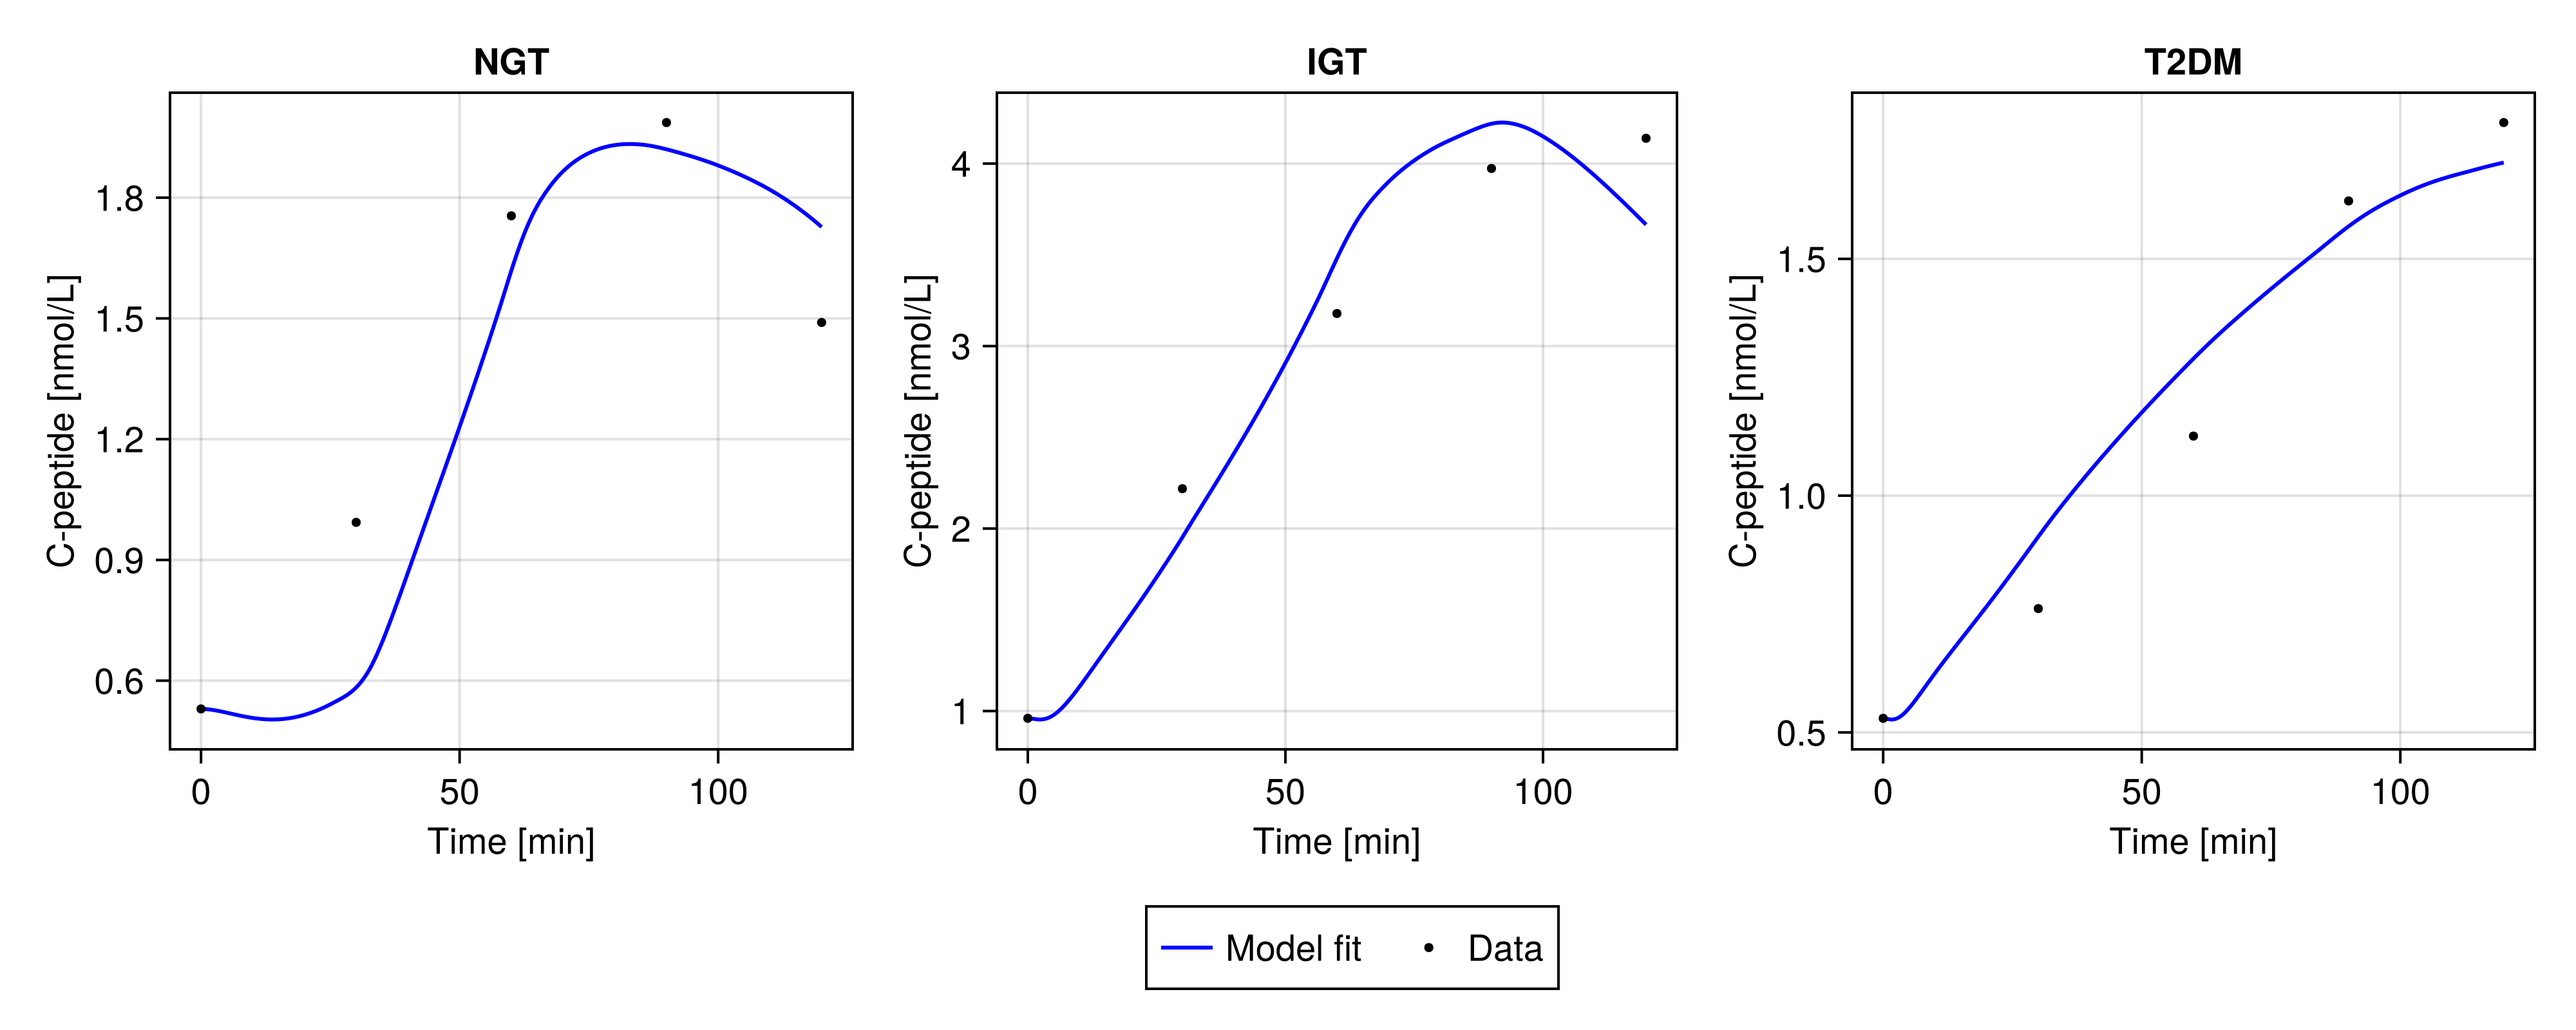 NGT
IGT
T2DM
C-peptide [nmol/L]
1.8
1.5
1.2
0.9
0.6
0
50
100
Time [min]
C-peptide [nmol/L]
4
3
2
1
0
50
100
Time [min]
C-peptide [nmol/L]
1.5
1.0
0.5
0
50
100
Time [min]
Model fit
Data